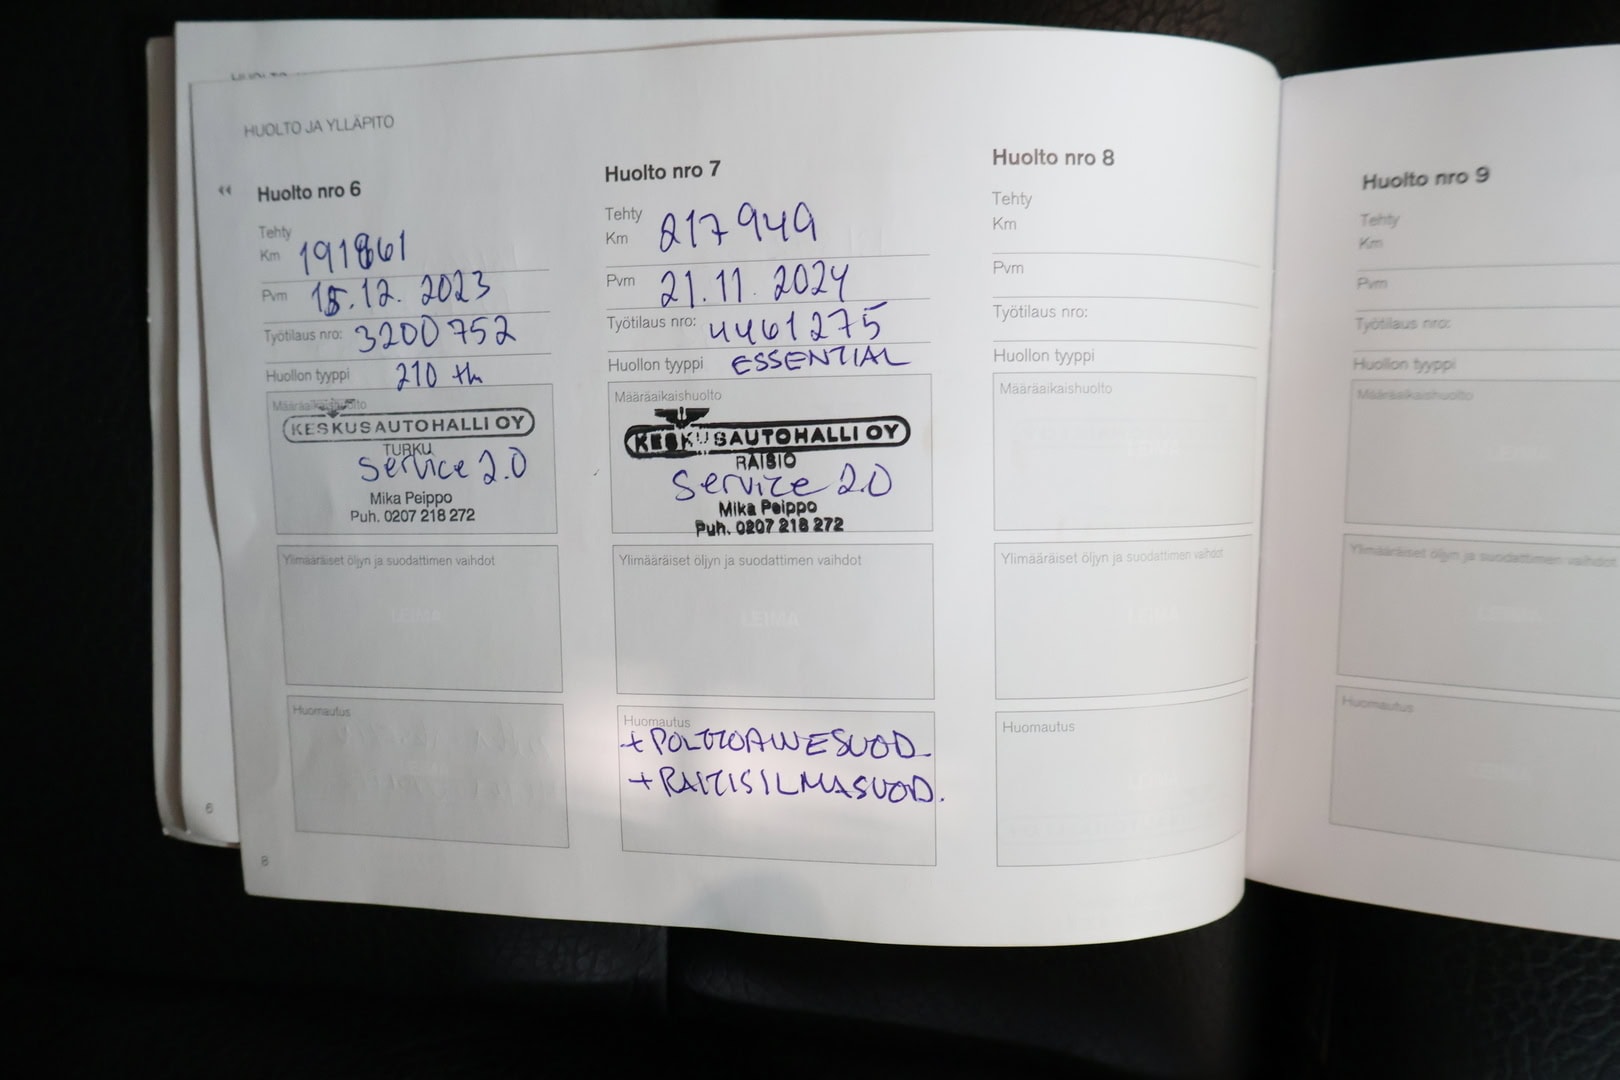 HUOLTO JA YLLÄPITO
Huolto nro 6
Tehty
Km 191861
Pvm 15.12. 2023
Työtilaus nro: 3200752
Huollon tyyppi 210 th
Määräaikaishuolto
KESKUSAUTOHALLI OY
TURKU
Service 2.0
Mika Peippo
Puh. 0207 218 272
Ylimääräiset öljyn ja suodattimen vaihdot
LEIMA
Huomautus
8
6
Huolto nro 7
Tehty
Km 217949
Pvm 21.11. 2024
Työtilaus nro: 4461275
Huollon tyyppi ESSENTIAL
Määräaikaishuolto
KESKUSAUTOHALLI OY
RAISIO
Service 2.0
Mika Peippo
Puh. 0207 218 272
Ylimääräiset öljyn ja suodattimen vaihdot
LEIMA
Huomautus
+ POLTTOAINESUOD.
+ RAITISILMASUOD.
Huolto nro 8
Tehty
Km
Pvm
Työtilaus nro:
Huollon tyyppi
Määräaikaishuolto
Ylimääräiset öljyn ja suodattimen vaihdot
LEIMA
Huomautus
Huolto nro 9
Tehty
Km
Pvm
Työtilaus nro:
Huollon tyyppi
Määräaikaishuolto
Ylimääräiset öljyn ja suodattimen vaihdot
Huomautus